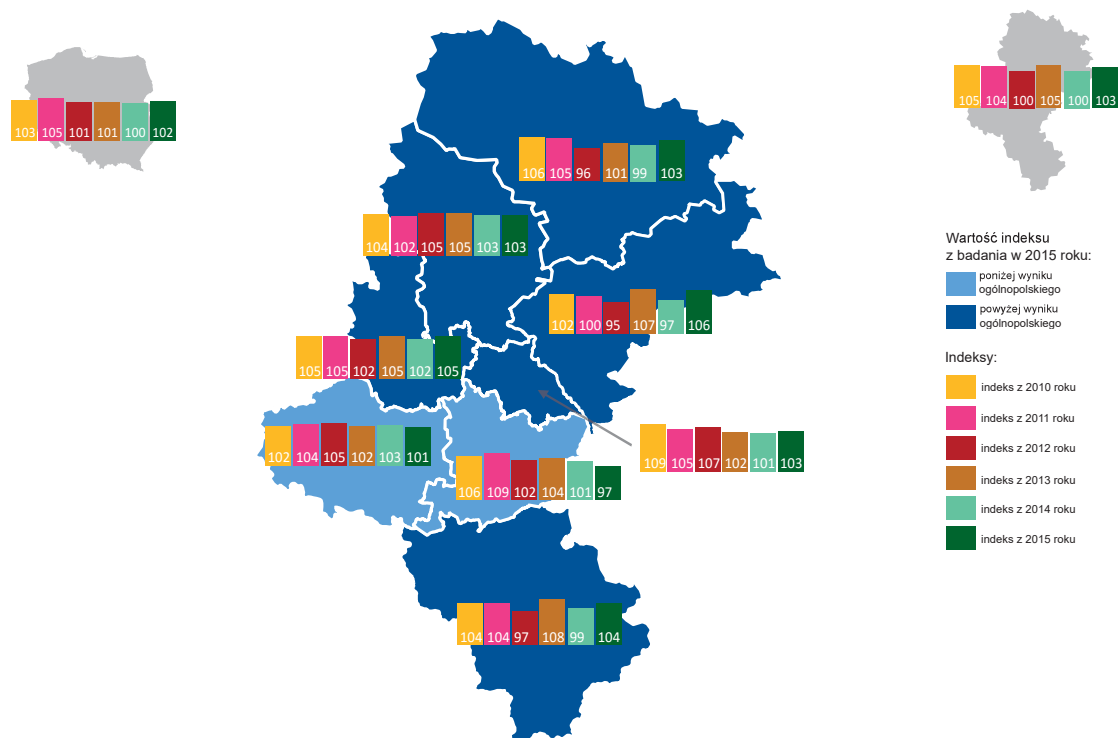 103 105 101 101 100 102
105 104 100 105 100 103
106 105 96 101 99 103
104 102 105 105 103 103
102 100 95 107 97 106
105 105 102 105 102 105
102 104 105 102 103 101
109 105 107 102 101 103
106 109 102 104 101 97
104 104 97 108 99 104
Wartość indeksu
z badania w 2015 roku:
poniżej wyniku
ogólnopolskiego
powyżej wyniku
ogólnopolskiego
Indeksy:
indeks z 2010 roku
indeks z 2011 roku
indeks z 2012 roku
indeks z 2013 roku
indeks z 2014 roku
indeks z 2015 roku